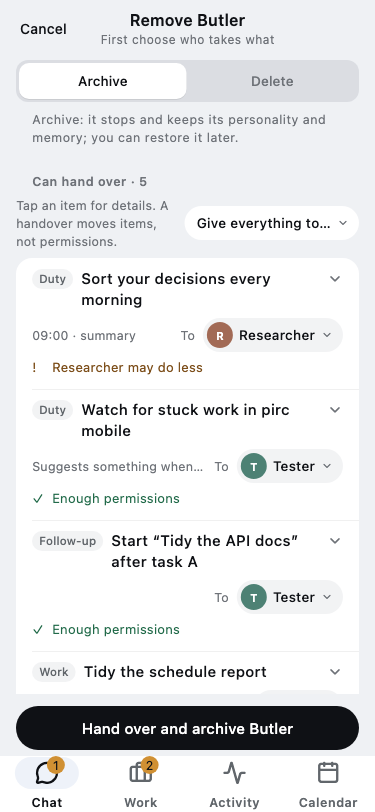 Cancel
Remove Butler
First choose who takes what
Archive
Delete
Archive: it stops and keeps its personality and
memory; you can restore it later.
Can hand over · 5
Tap an item for details. A
handover moves items,
not permissions.
Give everything to...
Duty
Sort your decisions every
morning
09:00 · summary
To
R
Researcher
! Researcher may do less
Duty
Watch for stuck work in pirc
mobile
Suggests something when...
To
T
Tester
✓ Enough permissions
Follow-up
Start “Tidy the API docs”
after task A
To
T
Tester
✓ Enough permissions
Work
Tidy the schedule report
Hand over and archive Butler
1
2
Chat
Work
Activity
Calendar